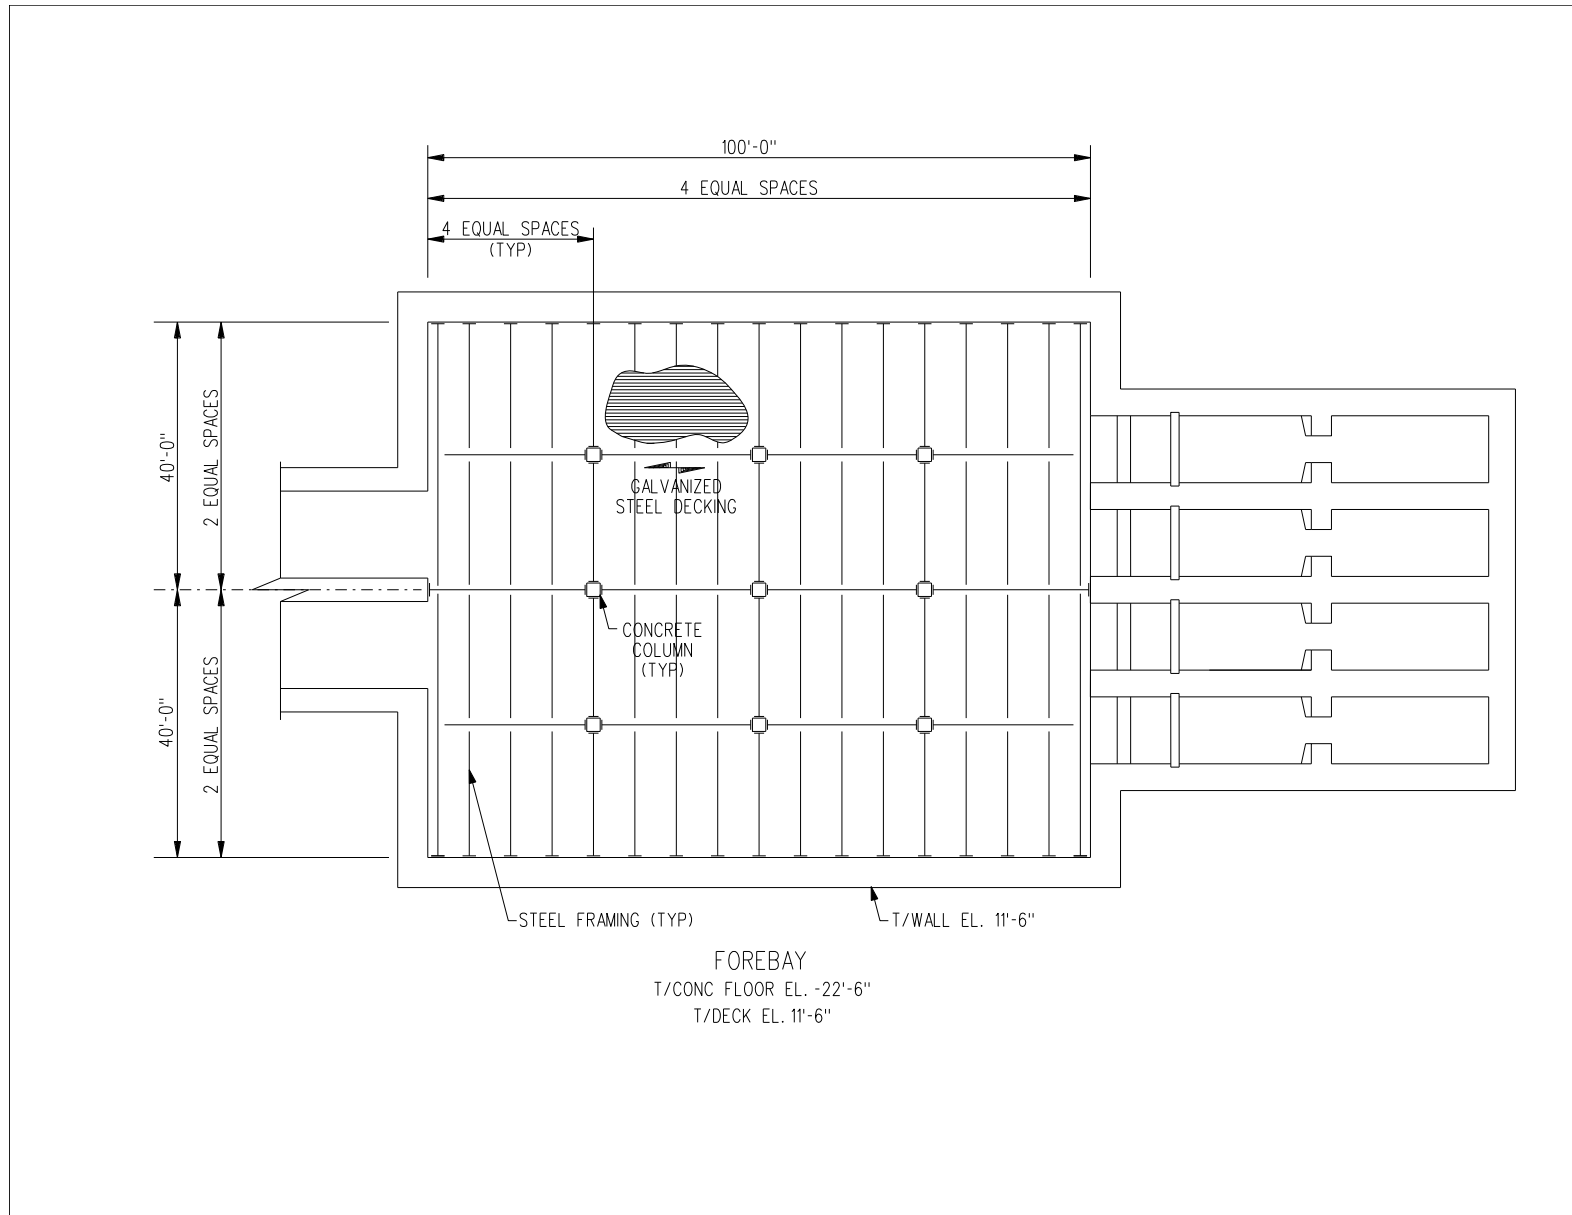 100'-0"
4 EQUAL SPACES
4 EQUAL SPACES
(TYP)
40'-0"
2 EQUAL SPACES
GALVANIZED
STEEL DECKING
CONCRETE
COLUMN
(TYP)
40'-0"
2 EQUAL SPACES
STEEL FRAMING (TYP)
T/WALL EL. 11'-6"
FOREBAY
T/CONC FLOOR EL. -22'-6"
T/DECK EL. 11'-6"